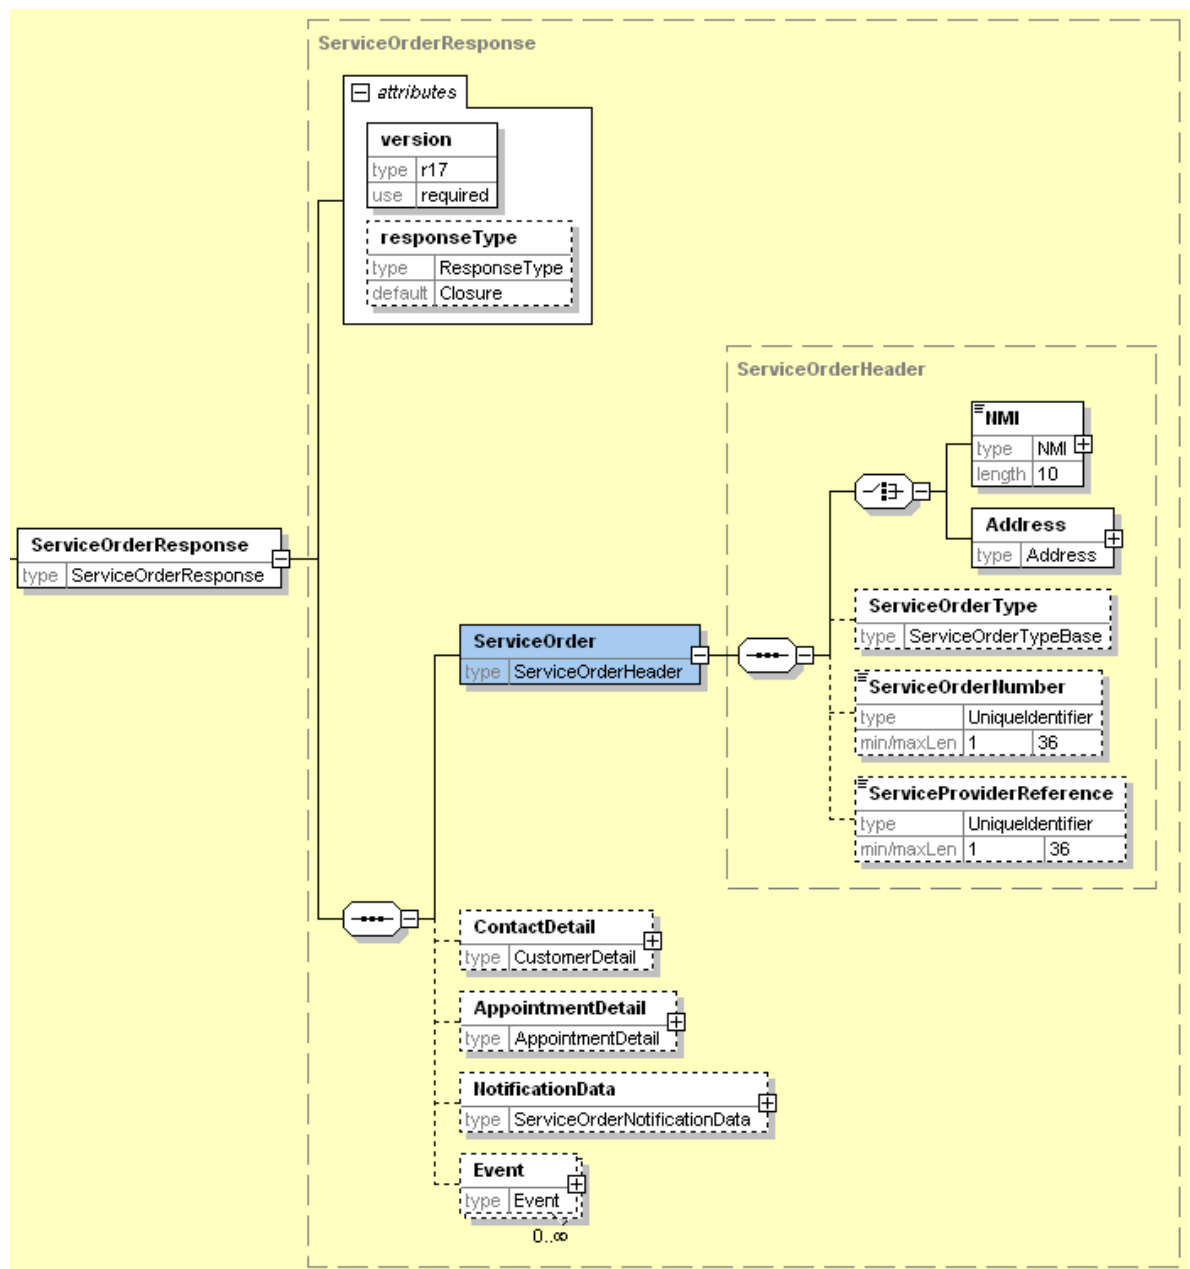 ServiceOrderResponse
attributes
version
type r17
use required
responseType
type ResponseType
default Closure
ServiceOrderHeader
NMI
type NMI
length 10
Address
type Address
ServiceOrderResponse
type ServiceOrderResponse
ServiceOrderType
type ServiceOrderTypeBase
ServiceOrder
type ServiceOrderHeader
ServiceOrderNumber
type UniqueIdentifier
min/maxLen 1 36
ServiceProviderReference
type UniqueIdentifier
min/maxLen 1 36
ContactDetail
type CustomerDetail
AppointmentDetail
type AppointmentDetail
NotificationData
type ServiceOrderNotificationData
Event
type Event
0..∞